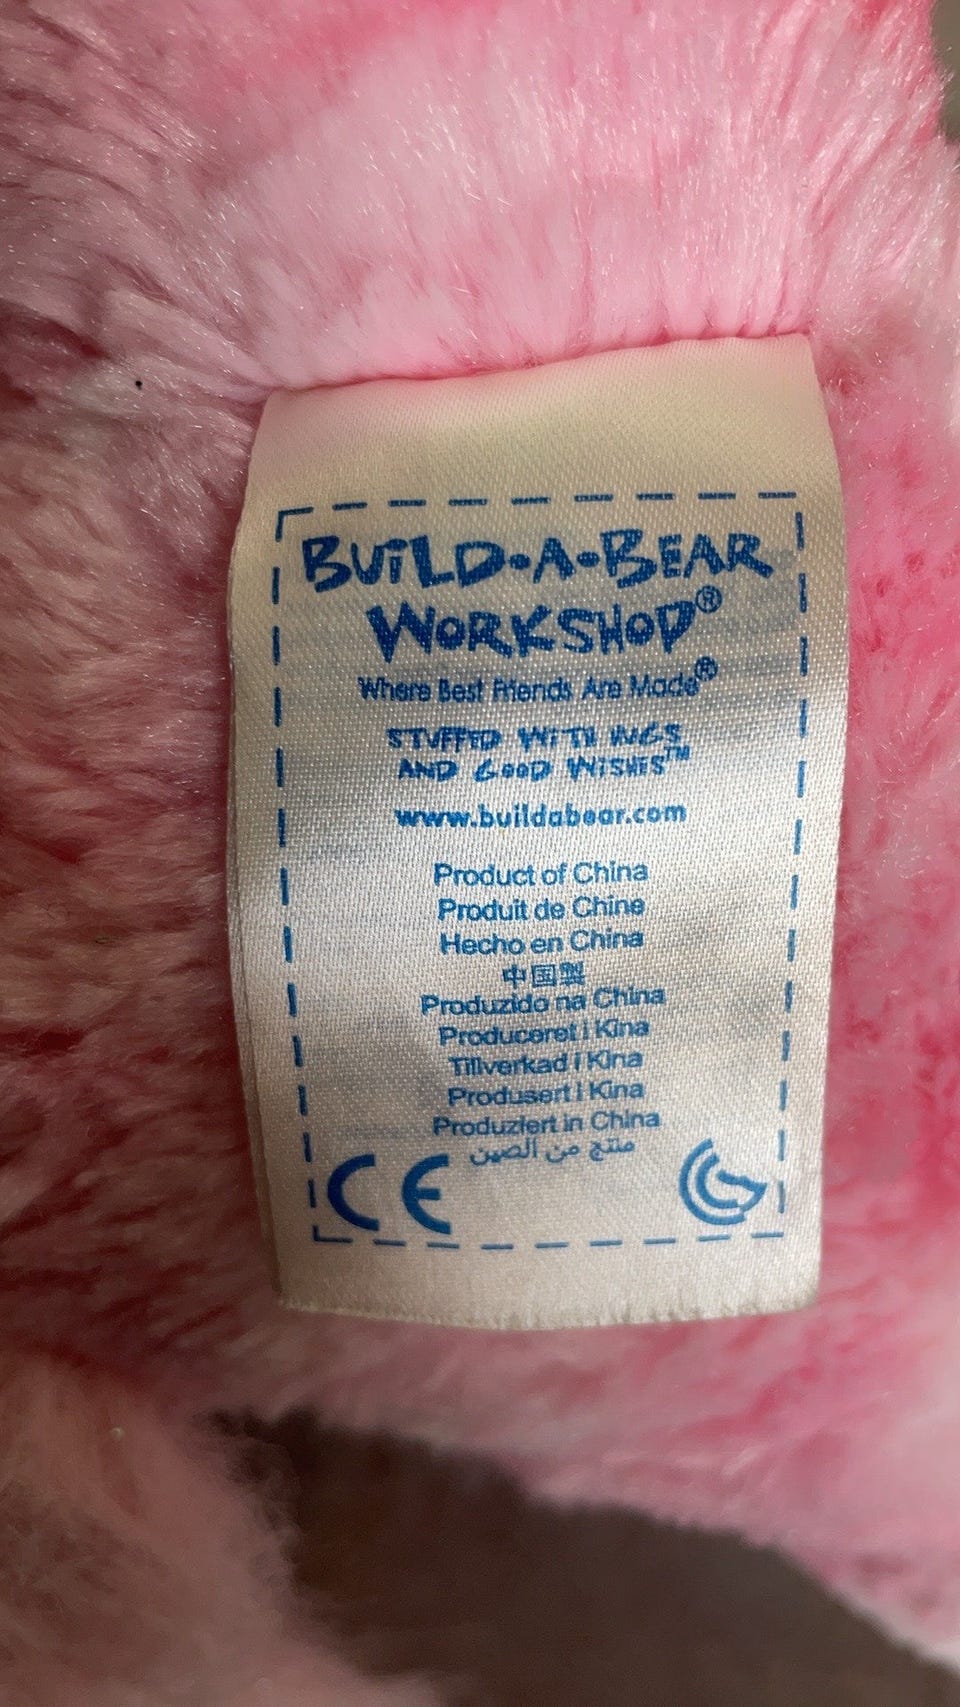 BUiLD•A•BEAR
WORKSHOP®
Where Best Friends Are Made®
STUFFED WITH HUGS
AND GOOD WISHES™
www.buildabear.com
Product of China
Produit de Chine
Hecho en China
中国製
Produzido na China
Produceret i Kina
Tillverkad i Kina
Produsert i Kina
Produziert in China
منتج من الصين
CE